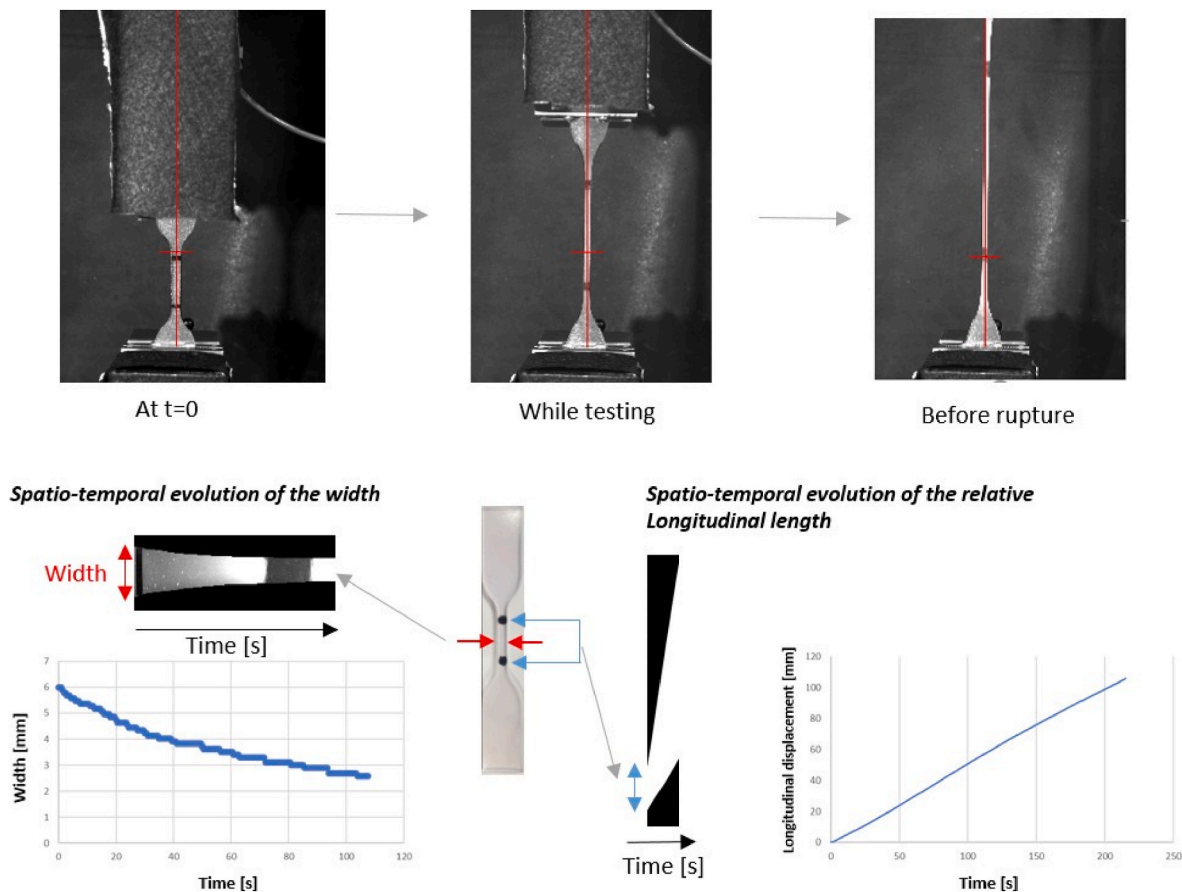 At t=0
While testing
Before rupture
Spatio-temporal evolution of the width
Spatio-temporal evolution of the relative
Longitudinal length
Width
Time [s]
Width [mm]
7
6
5
4
3
2
1
0
0 20 40 60 80 100 120
Time [s]
Time [s]
Longitudinal displacement [mm]
120
100
80
60
40
20
0
0 50 100 150 200 250
Time [s]